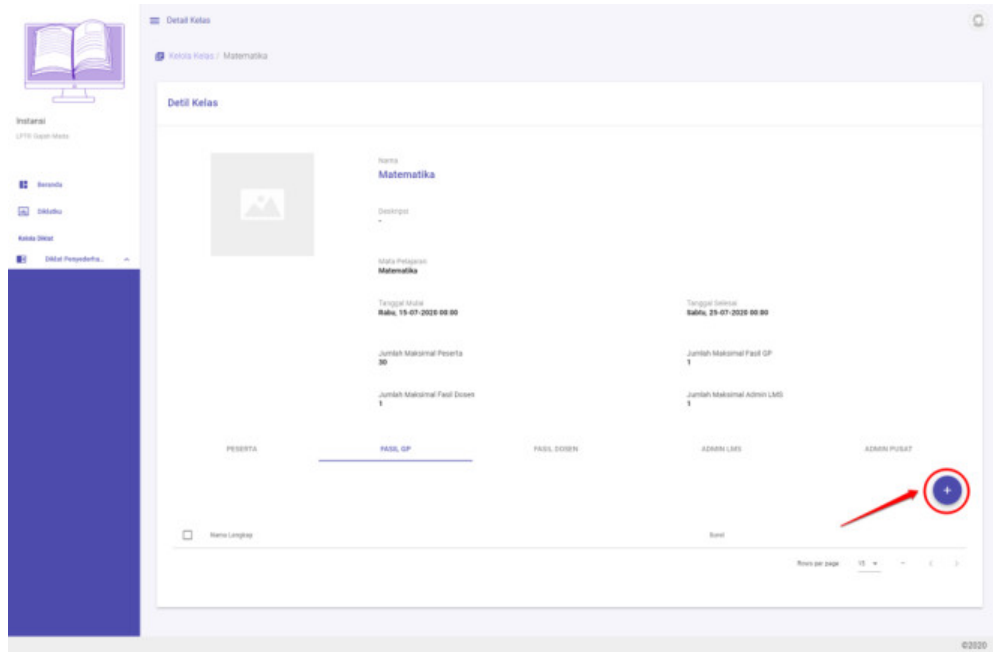 Detail Kelas
Kelola Kelas / Matematika
Detil Kelas
Instansi
Nama
Matematika
Deskripsi
-
Mata Pelajaran
Matematika
Tanggal Mulai
Rabu, 15-07-2020 00:00
Tanggal Selesai
Sabtu, 25-07-2020 00:00
Jumlah Maksimal Peserta
30
Jumlah Maksimal Fasil GP
1
Jumlah Maksimal Fasil Dosen
1
Jumlah Maksimal Admin LMS
1
Beranda
Diklatku
Kelola Diklat
Diklat Penyederha...
PESERTA
FASIL GP
FASIL DOSEN
ADMIN LMS
ADMIN PUSAT
+
Nama Lengkap
Surel
Rows per page
15
-
©2020